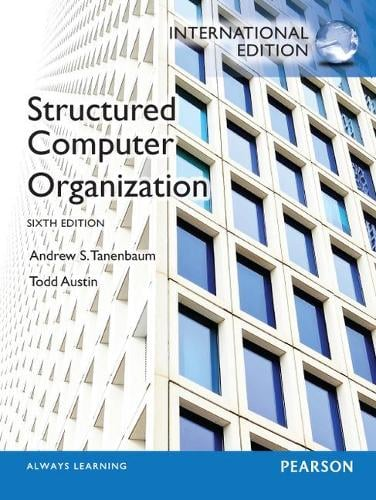 INTERNATIONAL
EDITION
Structured
Computer
Organization
SIXTH EDITION
Andrew S. Tanenbaum
Todd Austin
ALWAYS LEARNING
PEARSON